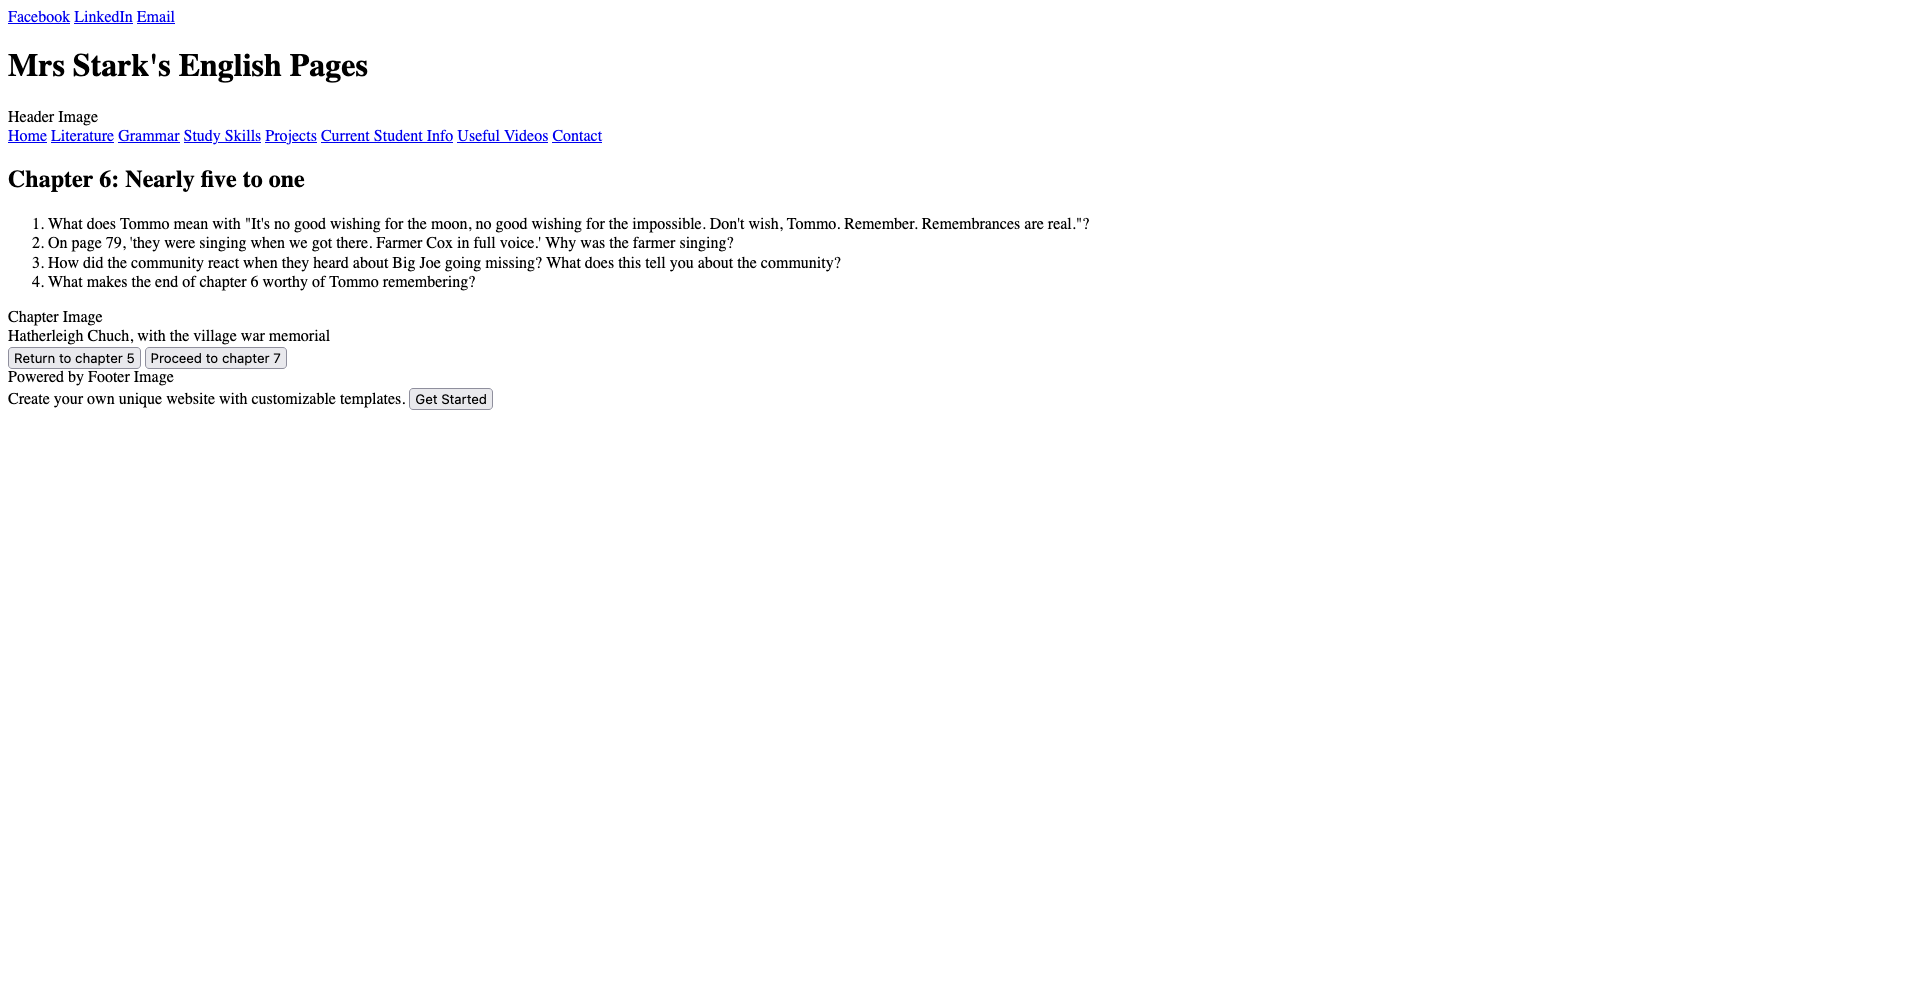 Facebook LinkedIn Email
Mrs Stark's English Pages
Header Image
Home Literature Grammar Study Skills Projects Current Student Info Useful Videos Contact
Chapter 6: Nearly five to one
1. What does Tommo mean with "It's no good wishing for the moon, no good wishing for the impossible. Don't wish, Tommo. Remember. Remembrances are real."?
2. On page 79, 'they were singing when we got there. Farmer Cox in full voice.' Why was the farmer singing?
3. How did the community react when they heard about Big Joe going missing? What does this tell you about the community?
4. What makes the end of chapter 6 worthy of Tommo remembering?
Chapter Image
Hatherleigh Chuch, with the village war memorial
Return to chapter 5 Proceed to chapter 7
Powered by Footer Image
Create your own unique website with customizable templates. Get Started